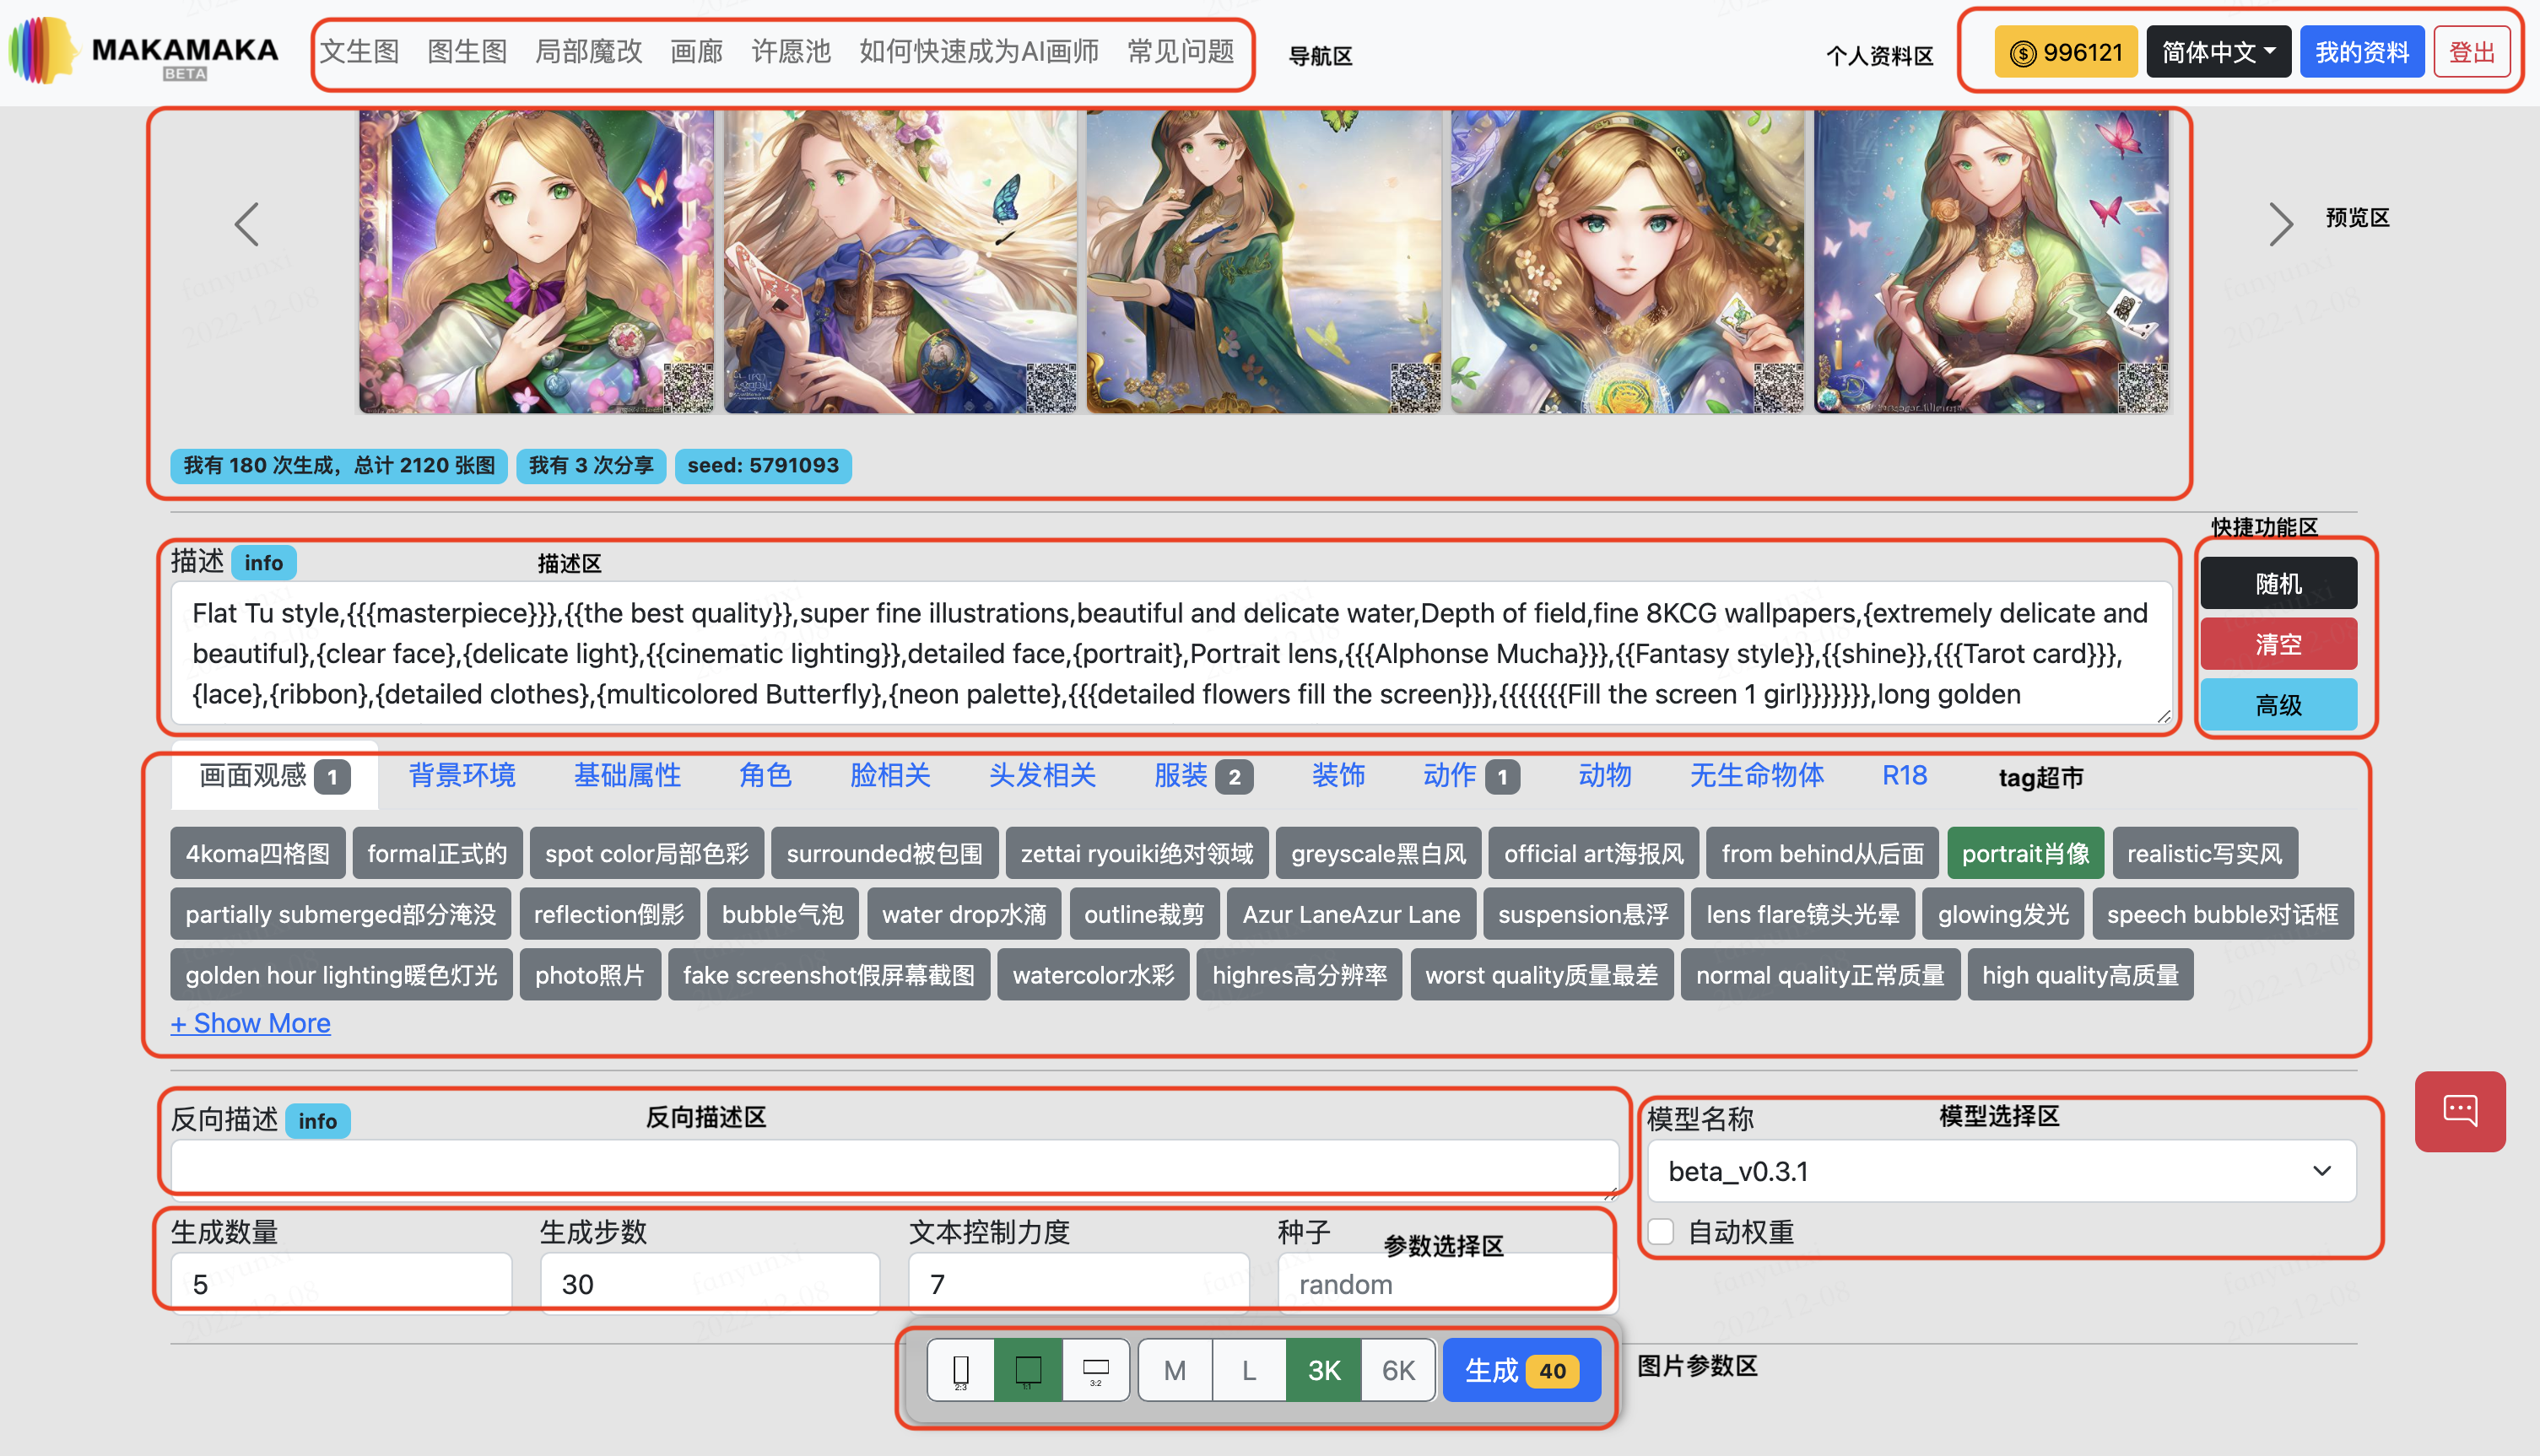 MAKAMAKA
BETA
文生图 图生图 局部魔改 画廊 许愿池 如何快速成为AI画师 常见问题
导航区
个人资料区
996121 简体中文 我的资料 登出
预览区
我有 180 次生成，总计 2120 张图 我有 3 次分享 seed: 5791093
快捷功能区
描述 info 描述区
Flat Tu style,{{{masterpiece}}},{{the best quality}},super fine illustrations,beautiful and delicate water,Depth of field,fine 8KCG wallpapers,{extremely delicate and
beautiful},{clear face},{delicate light},{{cinematic lighting}},detailed face,{portrait},Portrait lens,{{{Alphonse Mucha}}},{{Fantasy style}},{{shine}},{{{Tarot card}}},
{lace},{ribbon},{detailed clothes},{multicolored Butterfly},{neon palette},{{{detailed flowers fill the screen}}},{{{{{{{Fill the screen 1 girl}}}}}}},long golden
随机
清空
高级
画面观感 1 背景环境 基础属性 角色 脸相关 头发相关 服装 2 装饰 动作 1 动物 无生命物体 R18 tag超市
4koma四格图 formal正式的 spot color局部色彩 surrounded被包围 zettai ryouiki绝对领域 greyscale黑白风 official art海报风 from behind从后面 portrait肖像 realistic写实风
partially submerged部分淹没 reflection倒影 bubble气泡 water drop水滴 outline裁剪 Azur LaneAzur Lane suspension悬浮 lens flare镜头光晕 glowing发光 speech bubble对话框
golden hour lighting暖色灯光 photo照片 fake screenshot假屏幕截图 watercolor水彩 highres高分辨率 worst quality质量最差 normal quality正常质量 high quality高质量
+ Show More
反向描述 info 反向描述区
模型名称 模型选择区
beta_v0.3.1
自动权重
生成数量 生成步数 文本控制力度 种子 参数选择区
5 30 7 random
2:3 1:1 3:2 M L 3K 6K 生成 40
图片参数区
fanyunxi
2022-12-08